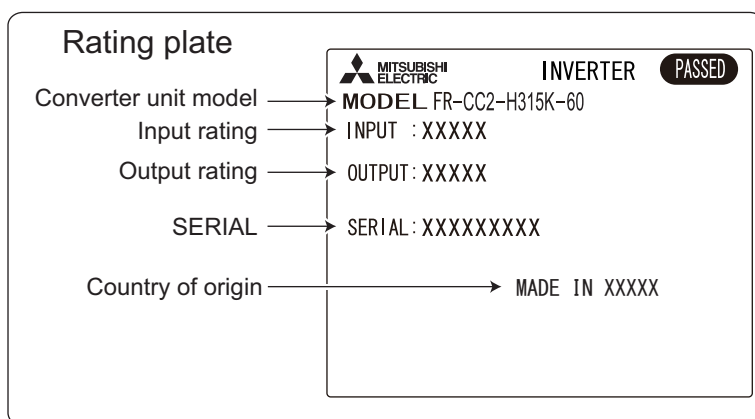 Rating plate
MITSUBISHI
ELECTRIC
INVERTER PASSED
Converter unit model MODEL FR-CC2-H315K-60
Input rating INPUT :XXXXX
Output rating OUTPUT:XXXXX
SERIAL SERIAL:XXXXXXXXX
Country of origin MADE IN XXXXX